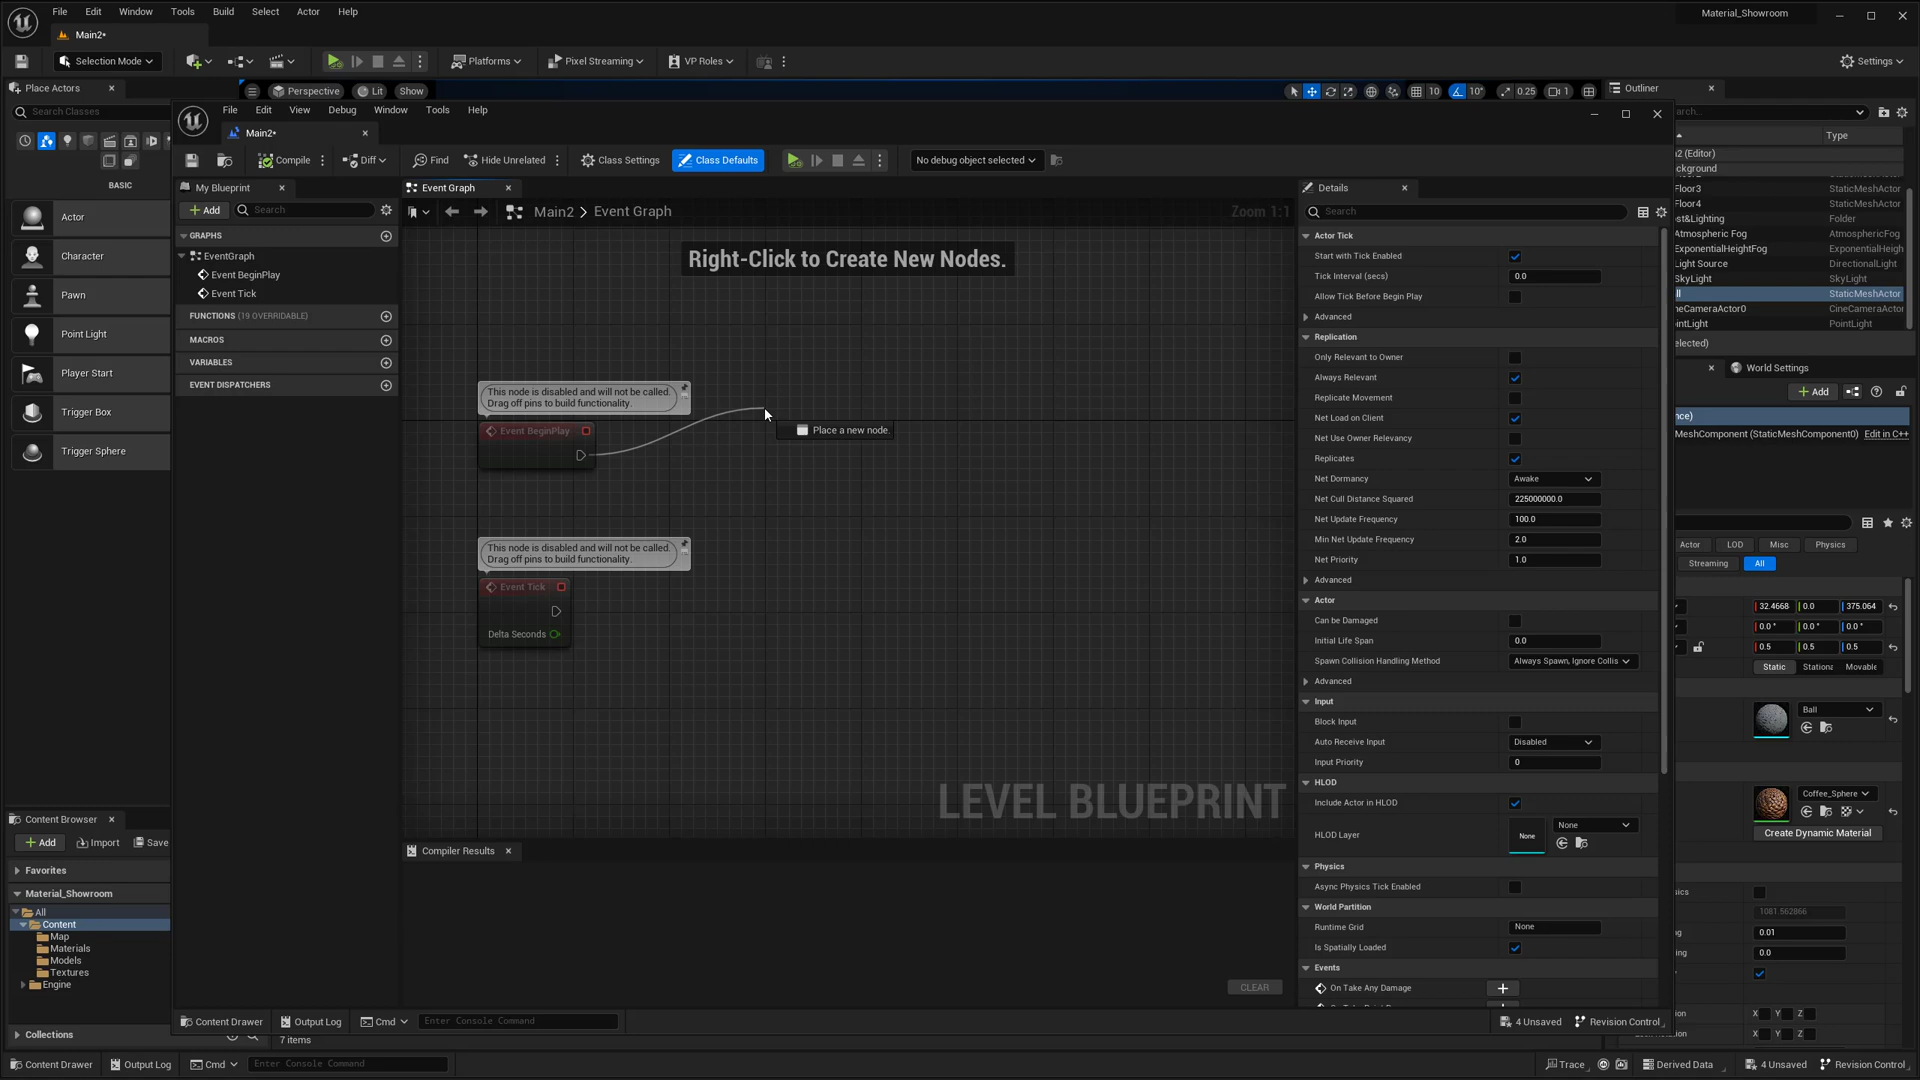 File Edit Window Tools Build Select Actor Help
Material_Showroom
Main2*
Selection Mode
Platforms
Pixel Streaming
VP Roles
Settings
Place Actors
Perspective
Lit
Show
10
10°
0.25
1
Outliner
Search Classes
File Edit View Debug Window Tools Help
Main2*
Type
(Editor)
StaticMeshActor
Floor3
StaticMeshActor
Floor4
Folder
Atmospheric Fog
AtmosphericFog
ExponentialHeightFog
ExponentialHeigh
Light Source
DirectionalLight
SkyLight
SkyLight
StaticMeshActor
CineCameraActor
PointLight
Compile
Diff
Find
Hide Unrelated
Class Settings
Class Defaults
No debug object selected
My Blueprint
Event Graph
Details
BASIC
Actor
Character
Pawn
Point Light
Player Start
Trigger Box
Trigger Sphere
Add
Search
GRAPHS
EventGraph
Event BeginPlay
Event Tick
FUNCTIONS (19 OVERRIDABLE)
MACROS
VARIABLES
EVENT DISPATCHERS
Main2 > Event Graph
Zoom 1:1
Right-Click to Create New Nodes.
This node is disabled and will not be called.
Drag off pins to build functionality.
Event BeginPlay
Place a new node.
This node is disabled and will not be called.
Drag off pins to build functionality.
Event Tick
Delta Seconds
LEVEL BLUEPRINT
Compiler Results
CLEAR
Search
Actor Tick
Start with Tick Enabled
Tick Interval (secs)
0.0
Allow Tick Before Begin Play
Advanced
Replication
Only Relevant to Owner
Always Relevant
Replicate Movement
Net Load on Client
Net Use Owner Relevancy
Replicates
Net Dormancy
Awake
Net Cull Distance Squared
225000000.0
Net Update Frequency
100.0
Min Net Update Frequency
2.0
Net Priority
1.0
Advanced
Actor
Can be Damaged
Initial Life Span
0.0
Spawn Collision Handling Method
Always Spawn, Ignore Collis
Advanced
Input
Block Input
Auto Receive Input
Disabled
Input Priority
0
HLOD
Include Actor in HLOD
HLOD Layer
None
None
Physics
Async Physics Tick Enabled
World Partition
Runtime Grid
None
Is Spatially Loaded
Events
On Take Any Damage
World Settings
Add
MeshComponent (StaticMeshComponent0)
Edit in C++
Actor
LOD
Misc
Physics
Streaming
All
32.4668
0.0
375.064
0.0°
0.0°
0.0°
0.5
0.5
0.5
Static
Stationa
Movable
Ball
Coffee_Sphere
Create Dynamic Material
1081.562866
0.01
0.0
X Y Z
X Y Z
Content Browser
Add
Import
Save
Favorites
Material_Showroom
All
Content
Map
Materials
Models
Textures
Engine
Collections
Content Drawer
Output Log
Cmd
Enter Console Command
4 Unsaved
Revision Control
7 items
Content Drawer
Output Log
Cmd
Enter Console Command
Trace
Derived Data
4 Unsaved
Revision Control